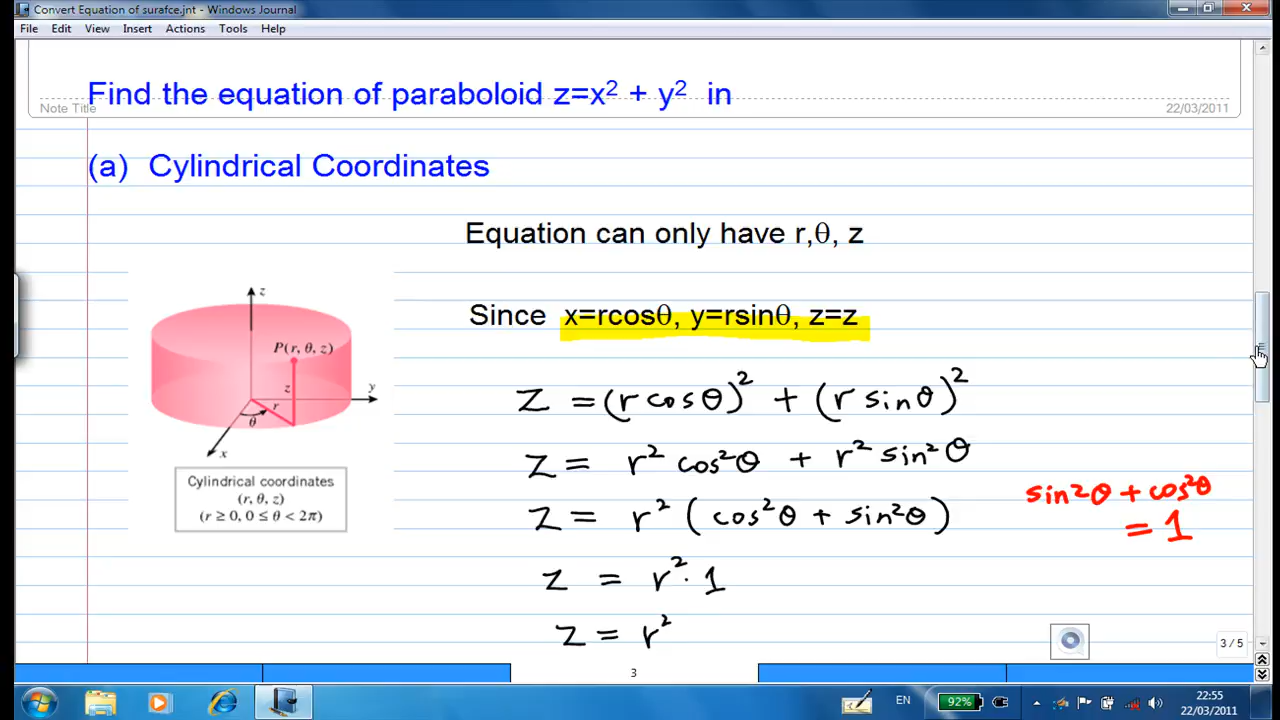 Convert Equation of surafce.jnt - Windows Journal
File Edit View Insert Actions Tools Help
Find the equation of paraboloid z=x² + y² in
Note Title
22/03/2011
(a) Cylindrical Coordinates
Equation can only have r,θ, z
Since x=rcosθ, y=rsinθ, z=z
z
P(r, θ, z)
z
y
r
θ
x
Cylindrical coordinates
(r, θ, z)
(r ≥ 0, 0 ≤ θ < 2π)
z = (r cosθ)² + (r sinθ)²
z = r² cos²θ + r² sin²θ
z = r² ( cos²θ + sin²θ )
sin²θ + cos²θ
= 1
z = r² · 1
z = r²
3 / 5
3
92%
EN
22:55
22/03/2011